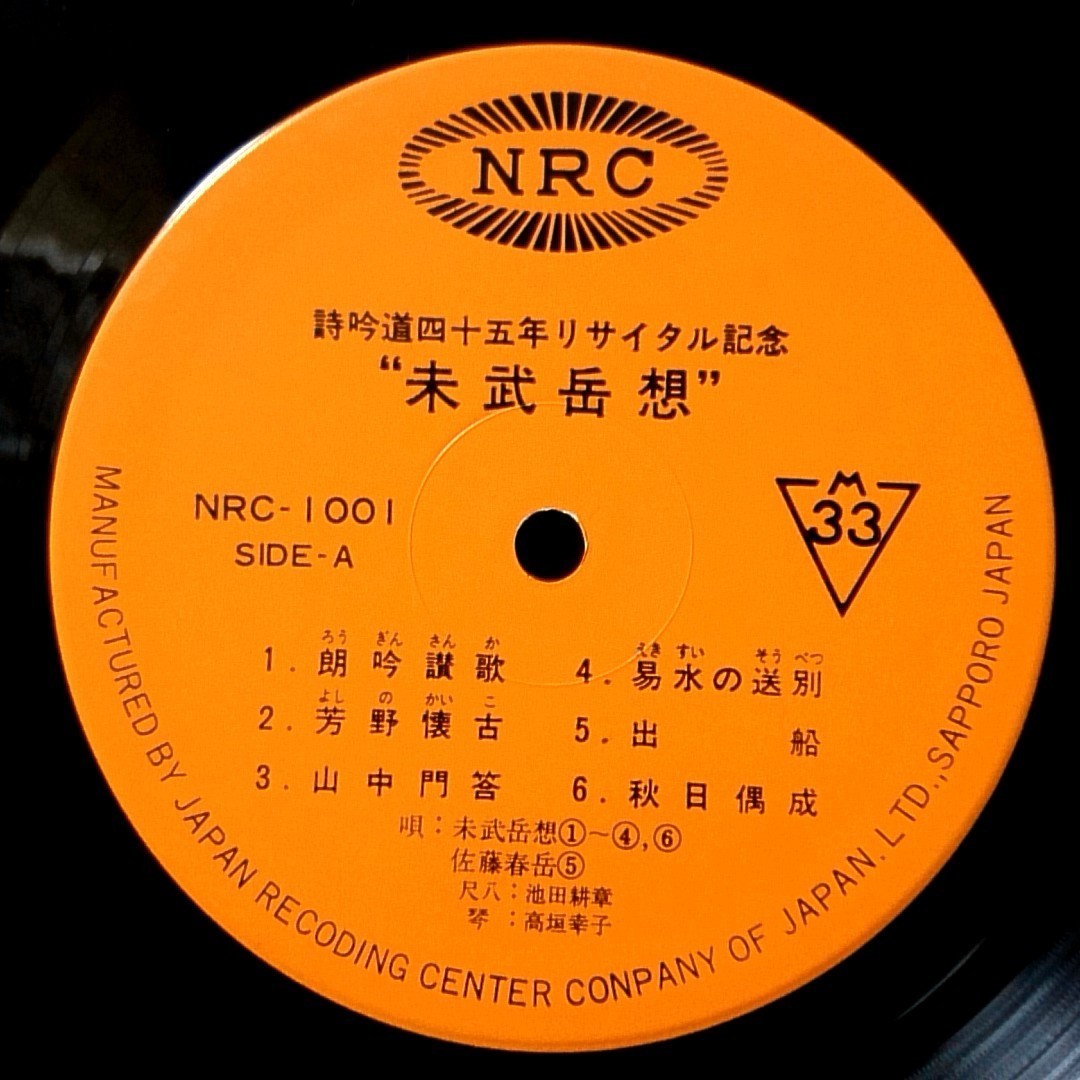 NRC
詩吟道四十五年リサイタル記念
“未武岳想”
NRC-1001
SIDE-A
M
33
ろう ぎん さん か
1. 朗吟讃歌
よし の かい こ
2. 芳野懐古
3. 山中門答
えき すい そう べつ
4. 易水の送別
5. 出船
6. 秋日偶成
唄:未武岳想①~④,⑥
佐藤春岳⑤
尺八:池田耕章
琴:高垣幸子
MANUFACTURED BY JAPAN RECODING CENTER CONPANY OF JAPAN. LTD., SAPPORO JAPAN